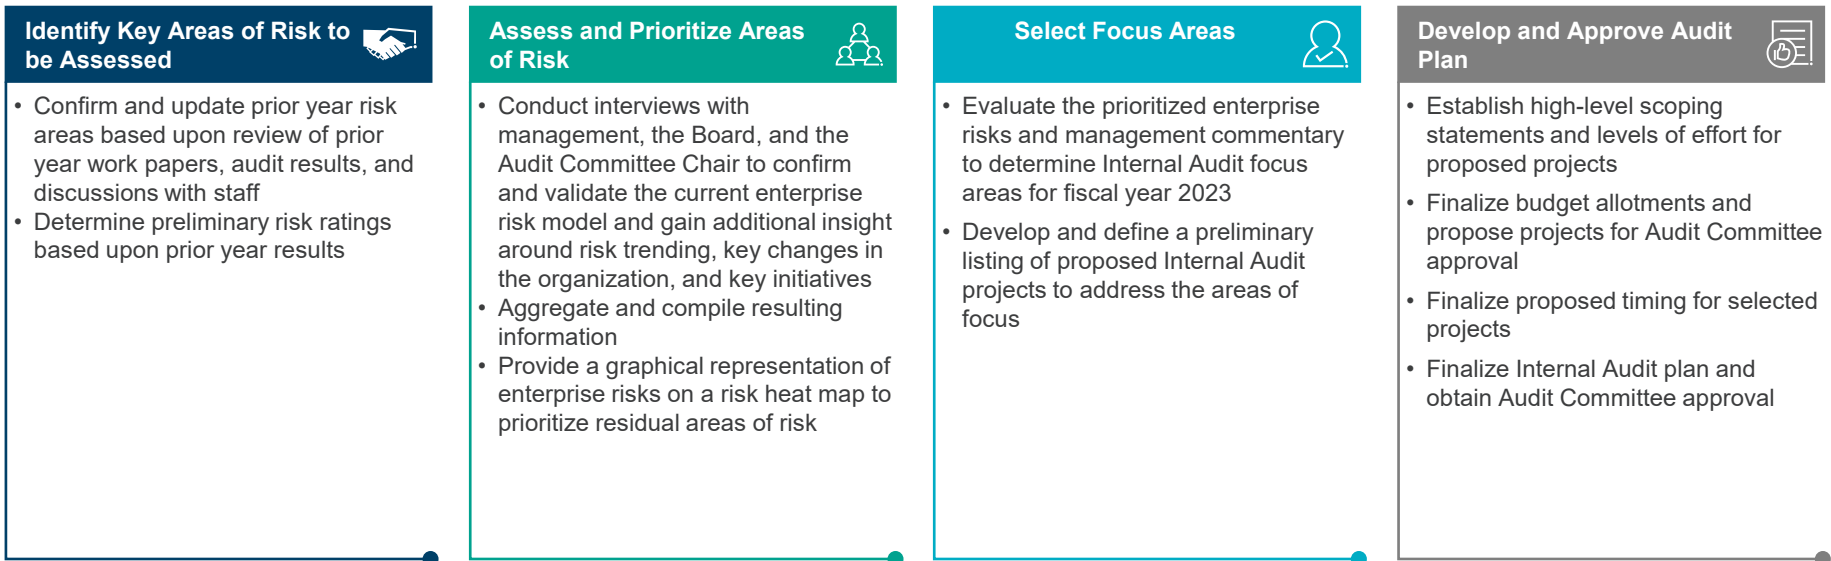 Identify Key Areas of Risk to
be Assessed
• Confirm and update prior year risk
areas based upon review of prior
year work papers, audit results, and
discussions with staff
• Determine preliminary risk ratings
based upon prior year results
Assess and Prioritize Areas
of Risk
• Conduct interviews with
management, the Board, and the
Audit Committee Chair to confirm
and validate the current enterprise
risk model and gain additional insight
around risk trending, key changes in
the organization, and key initiatives
• Aggregate and compile resulting
information
• Provide a graphical representation of
enterprise risks on a risk heat map to
prioritize residual areas of risk
Select Focus Areas
• Evaluate the prioritized enterprise
risks and management commentary
to determine Internal Audit focus
areas for fiscal year 2023
• Develop and define a preliminary
listing of proposed Internal Audit
projects to address the areas of
focus
Develop and Approve Audit
Plan
• Establish high-level scoping
statements and levels of effort for
proposed projects
• Finalize budget allotments and
propose projects for Audit Committee
approval
• Finalize proposed timing for selected
projects
• Finalize Internal Audit plan and
obtain Audit Committee approval